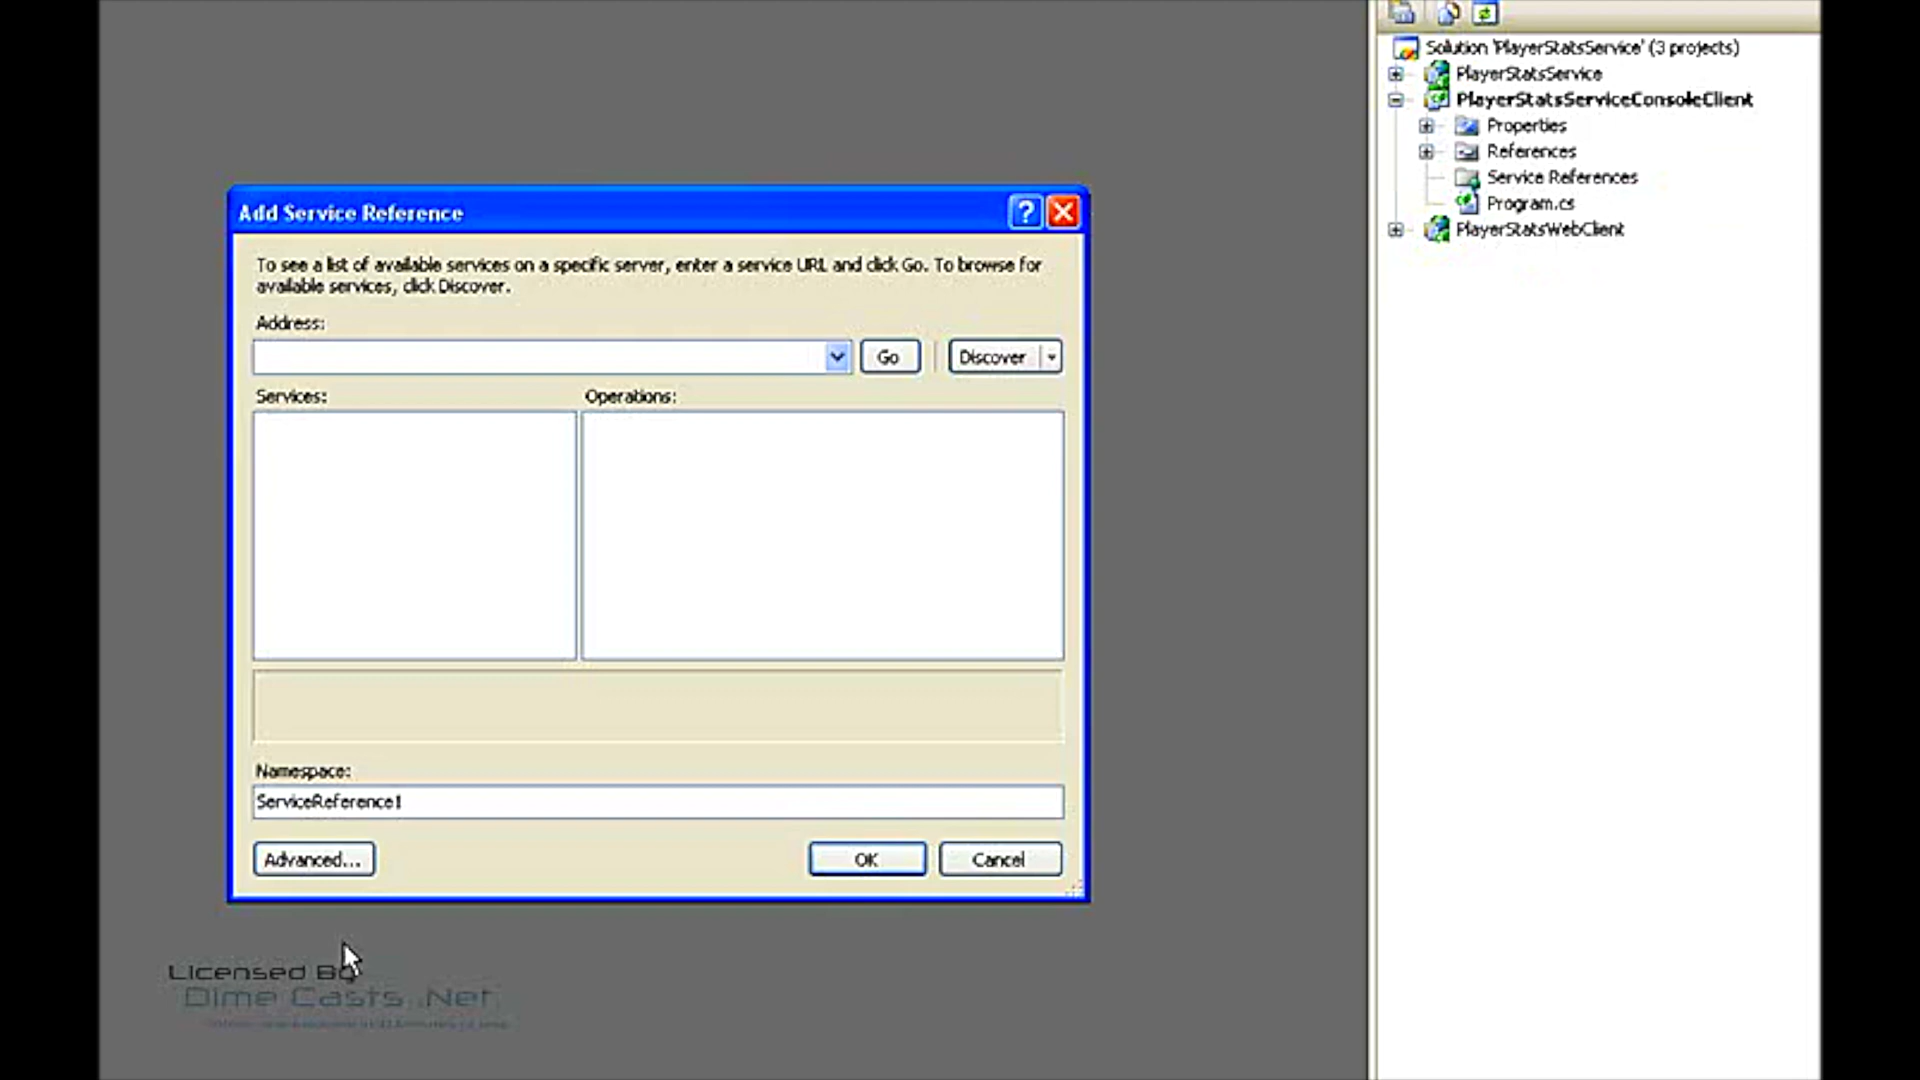 Solution 'PlayerStatsService' (3 projects)
PlayerStatsService
PlayerStatsServiceConsoleClient
Properties
References
Service References
Program.cs
PlayerStatsWebClient
Add Service Reference
To see a list of available services on a specific server, enter a service URL and click Go. To browse for
available services, click Discover.
Address:
Go
Discover
Services:
Operations:
Namespace:
ServiceReference1
Advanced...
OK
Cancel
Licensed By
Dime Casts .Net